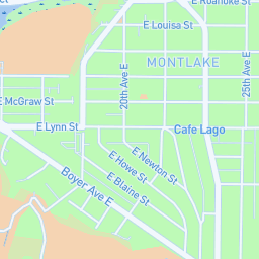 E Roanoke St
E Louisa St
MONTLAKE
20th Ave E
25th Ave E
E McGraw St
E Lynn St
Cafe Lago
Boyer Ave E
E Howe St
E Newton St
E Blaine St